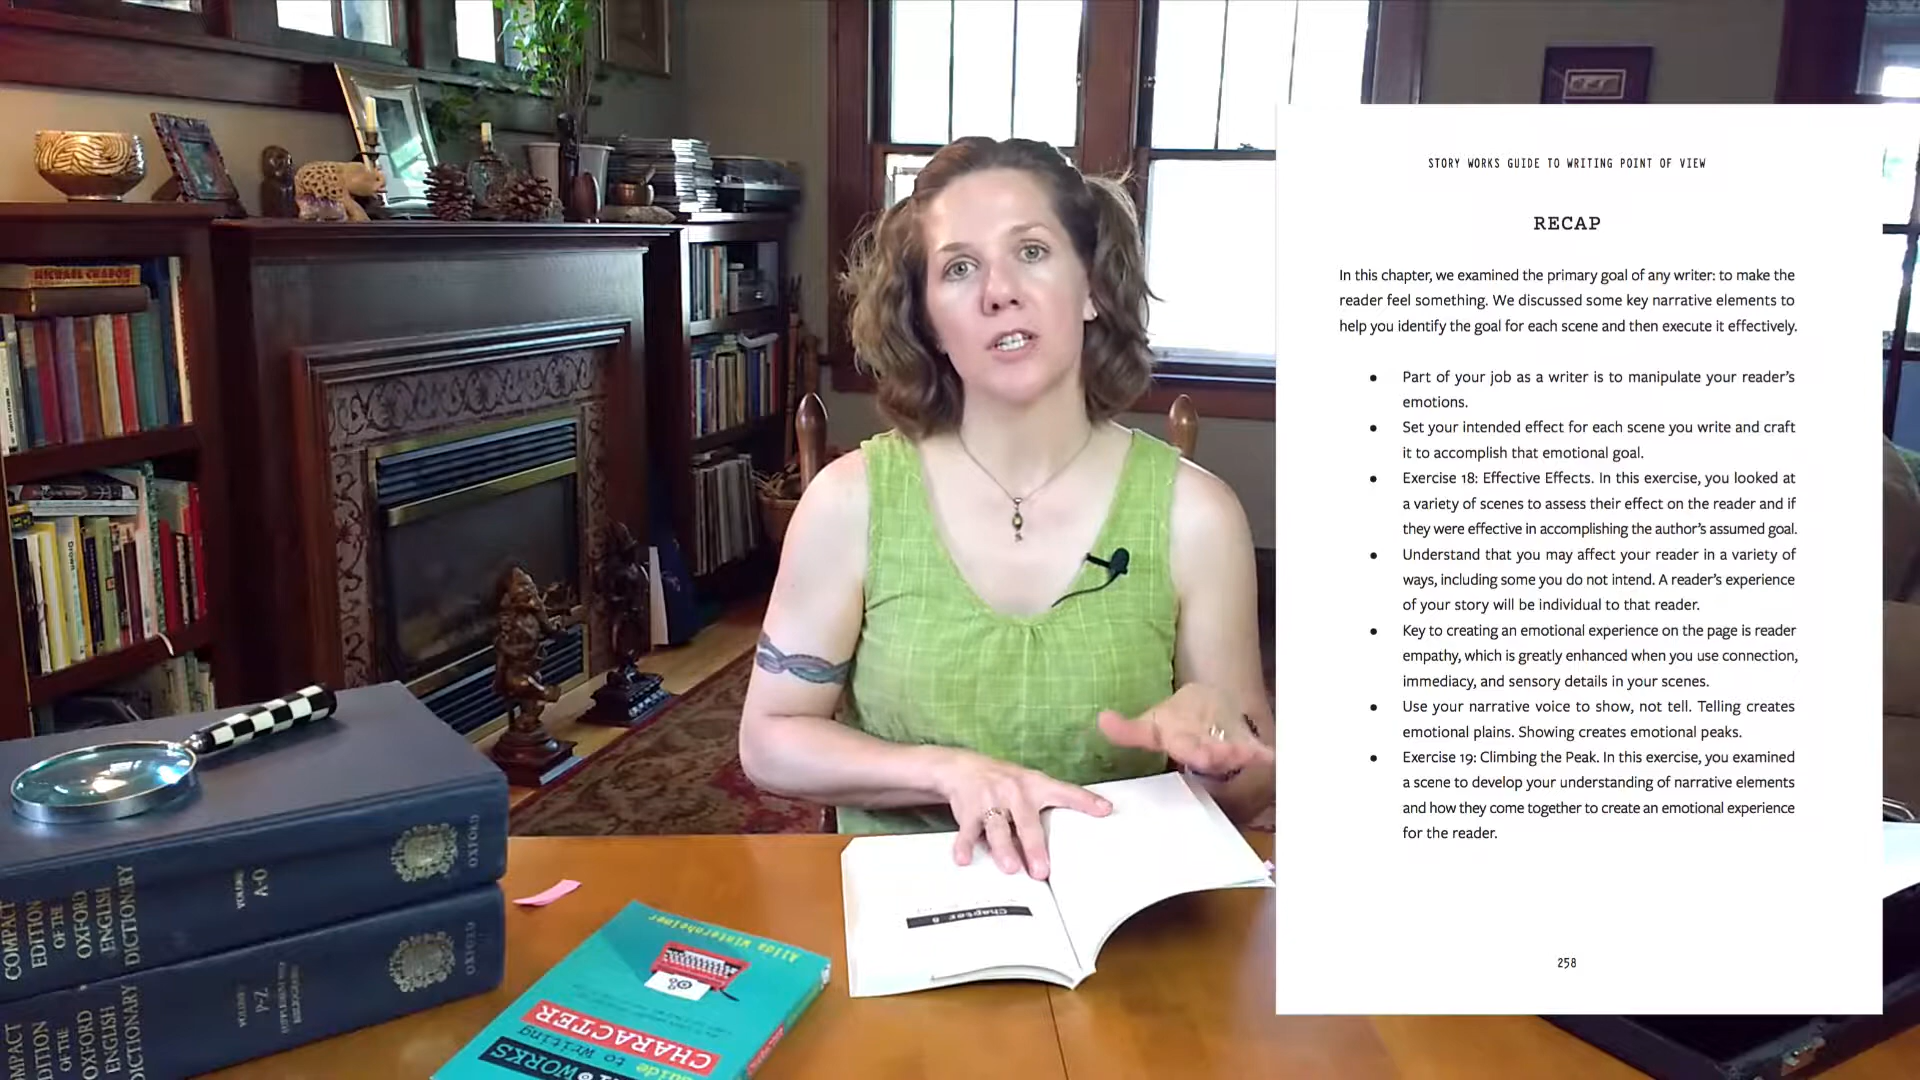 STORY WORKS GUIDE TO WRITING POINT OF VIEW
RECAP
In this chapter, we examined the primary goal of any writer: to make the
reader feel something. We discussed some key narrative elements to
help you identify the goal for each scene and then execute it effectively.
• Part of your job as a writer is to manipulate your reader's
emotions.
• Set your intended effect for each scene you write and craft
it to accomplish that emotional goal.
• Exercise 18: Effective Effects. In this exercise, you looked at
a variety of scenes to assess their effect on the reader and if
they were effective in accomplishing the author's assumed goal.
• Understand that you may affect your reader in a variety of
ways, including some you do not intend. A reader's experience
of your story will be individual to that reader.
• Key to creating an emotional experience on the page is reader
empathy, which is greatly enhanced when you use connection,
immediacy, and sensory details in your scenes.
• Use your narrative voice to show, not tell. Telling creates
emotional plains. Showing creates emotional peaks.
• Exercise 19: Climbing the Peak. In this exercise, you examined
a scene to develop your understanding of narrative elements
and how they come together to create an emotional experience
for the reader.
258
MICHAEL CHABON
COMPACT
EDITION
OF THE
OXFORD
ENGLISH
DICTIONARY
VOLUME
A-O
OXFORD
COMPACT
EDITION
OF THE
OXFORD
ENGLISH
DICTIONARY
VOLUME
P-Z
OXFORD
Chapter 8
Alida Winternheimer
WORKS
Guide
to Writing
CHARACTER